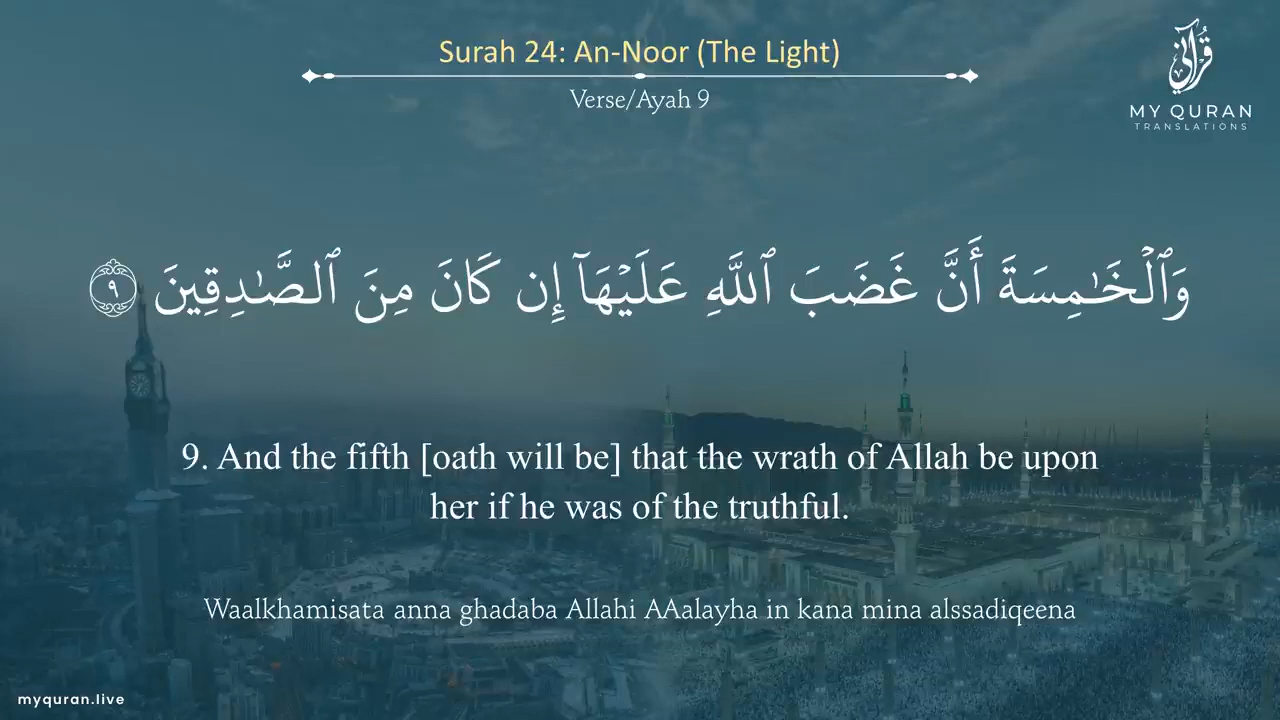 Surah 24: An-Noor (The Light)
Verse/Ayah 9
قرآني
MY QURAN
TRANSLATIONS
وَٱلْخَـٰمِسَةَ أَنَّ غَضَبَ ٱللَّهِ عَلَيْهَآ إِن كَانَ مِنَ ٱلصَّـٰدِقِينَ ٩
9. And the fifth [oath will be] that the wrath of Allah be upon
her if he was of the truthful.
Waalkhamisata anna ghadaba Allahi AAalayha in kana mina alssadiqeena
myquran.live